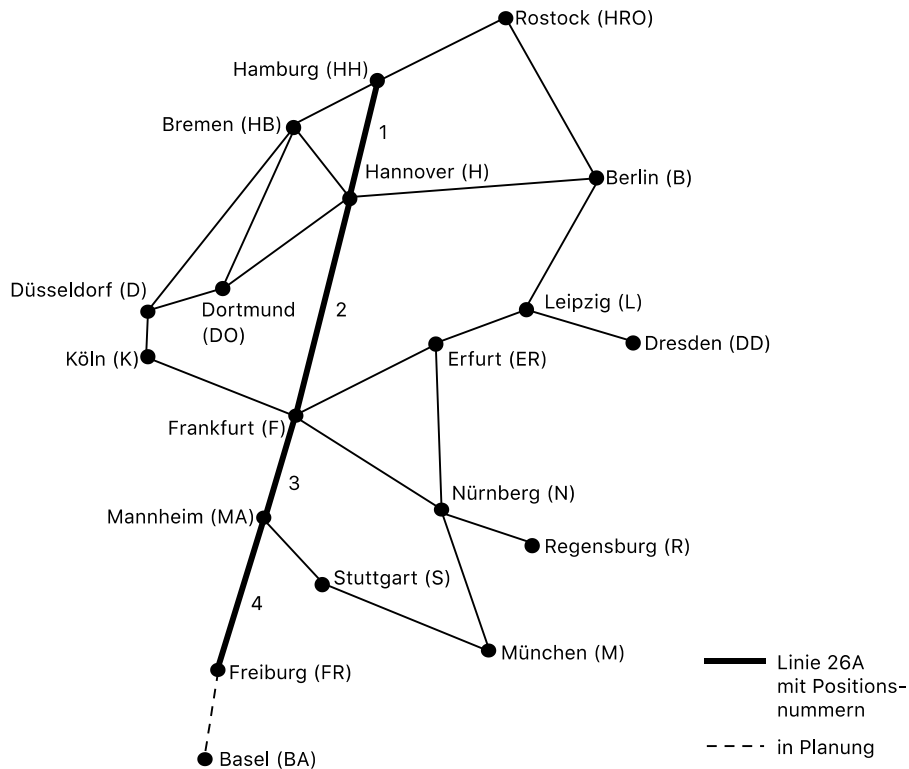 Rostock (HRO)
Hamburg (HH)
Bremen (HB)
1
Hannover (H)
Berlin (B)
Düsseldorf (D)
Dortmund
(DO)
2
Leipzig (L)
Köln (K)
Erfurt (ER)
Dresden (DD)
Frankfurt (F)
3
Nürnberg (N)
Mannheim (MA)
Regensburg (R)
Stuttgart (S)
4
München (M)
Freiburg (FR)
Basel (BA)
Linie 26A
mit Positions-
nummern
in Planung